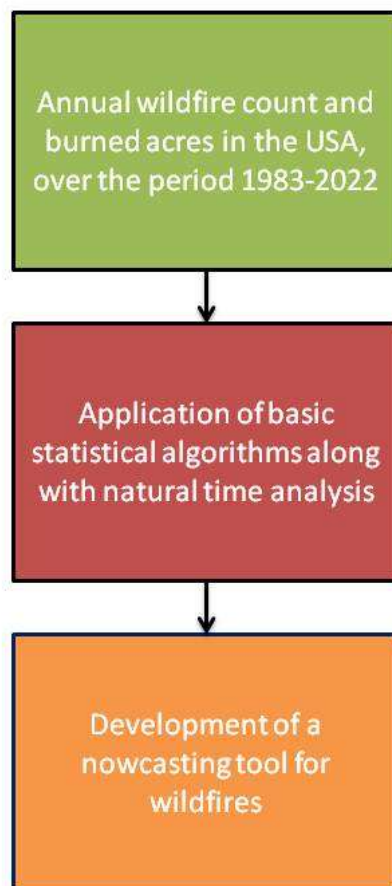 Annual wildfire count and
burned acres in the USA,
over the period 1983-2022
Application of basic
statistical algorithms along
with natural time analysis
Development of a
nowcasting tool for
wildfires